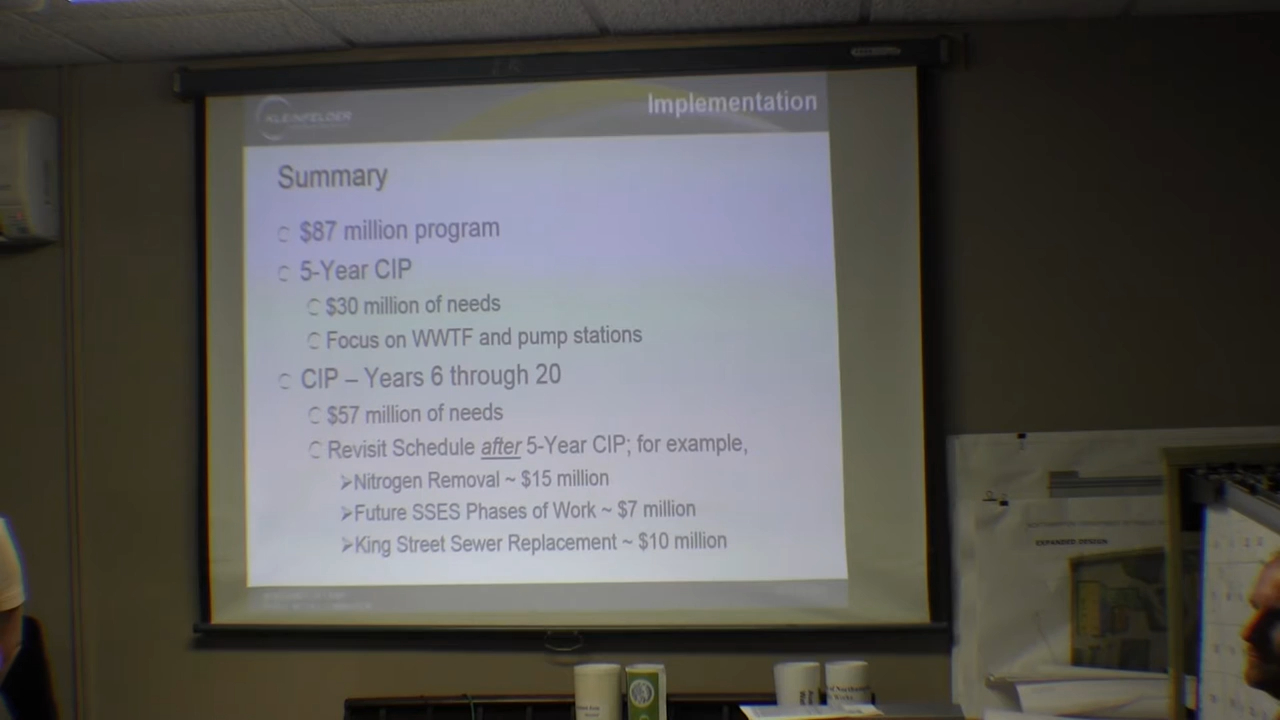 KLEINFELDER
Implementation
Summary
$87 million program
5-Year CIP
$30 million of needs
Focus on WWTF and pump stations
CIP – Years 6 through 20
$57 million of needs
Revisit Schedule after 5-Year CIP; for example,
Nitrogen Removal ~ $15 million
Future SSES Phases of Work ~ $7 million
King Street Sewer Replacement ~ $10 million
EXPANDED DESIGN